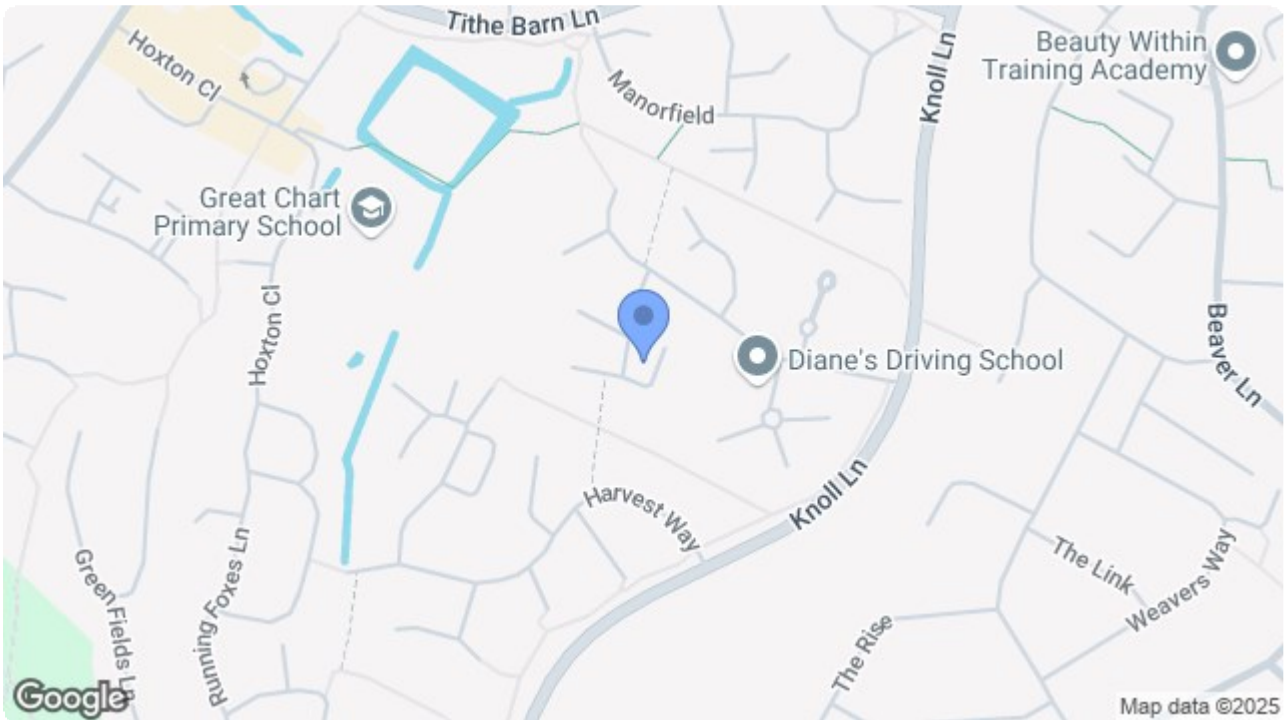 Tithe Barn Ln
Hoxton Cl
Manorfield
Knoll Ln
Beauty Within
Training Academy
Great Chart
Primary School
Hoxton Cl
Diane's Driving School
Beaver Ln
Harvest Way
Knoll Ln
The Link
Weavers Way
Green Fields Ln
Running Foxes Ln
The Rise
Google
Map data ©2025